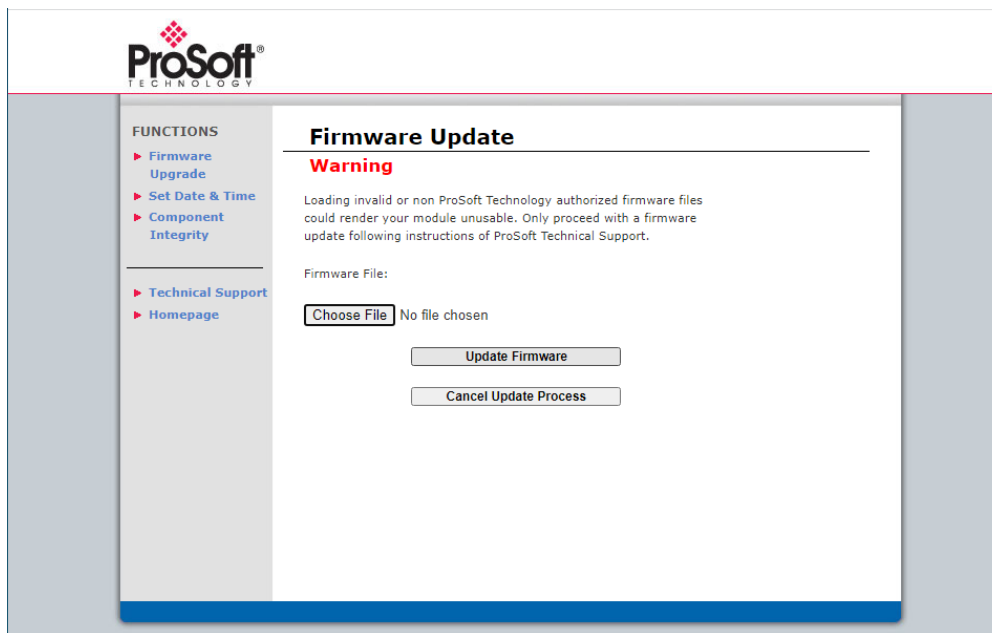 ProSoft®
TECHNOLOGY
FUNCTIONS
Firmware
Upgrade
Set Date & Time
Component
Integrity
Technical Support
Homepage
Firmware Update
Warning
Loading invalid or non ProSoft Technology authorized firmware files
could render your module unusable. Only proceed with a firmware
update following instructions of ProSoft Technical Support.
Firmware File:
Choose File No file chosen
Update Firmware
Cancel Update Process